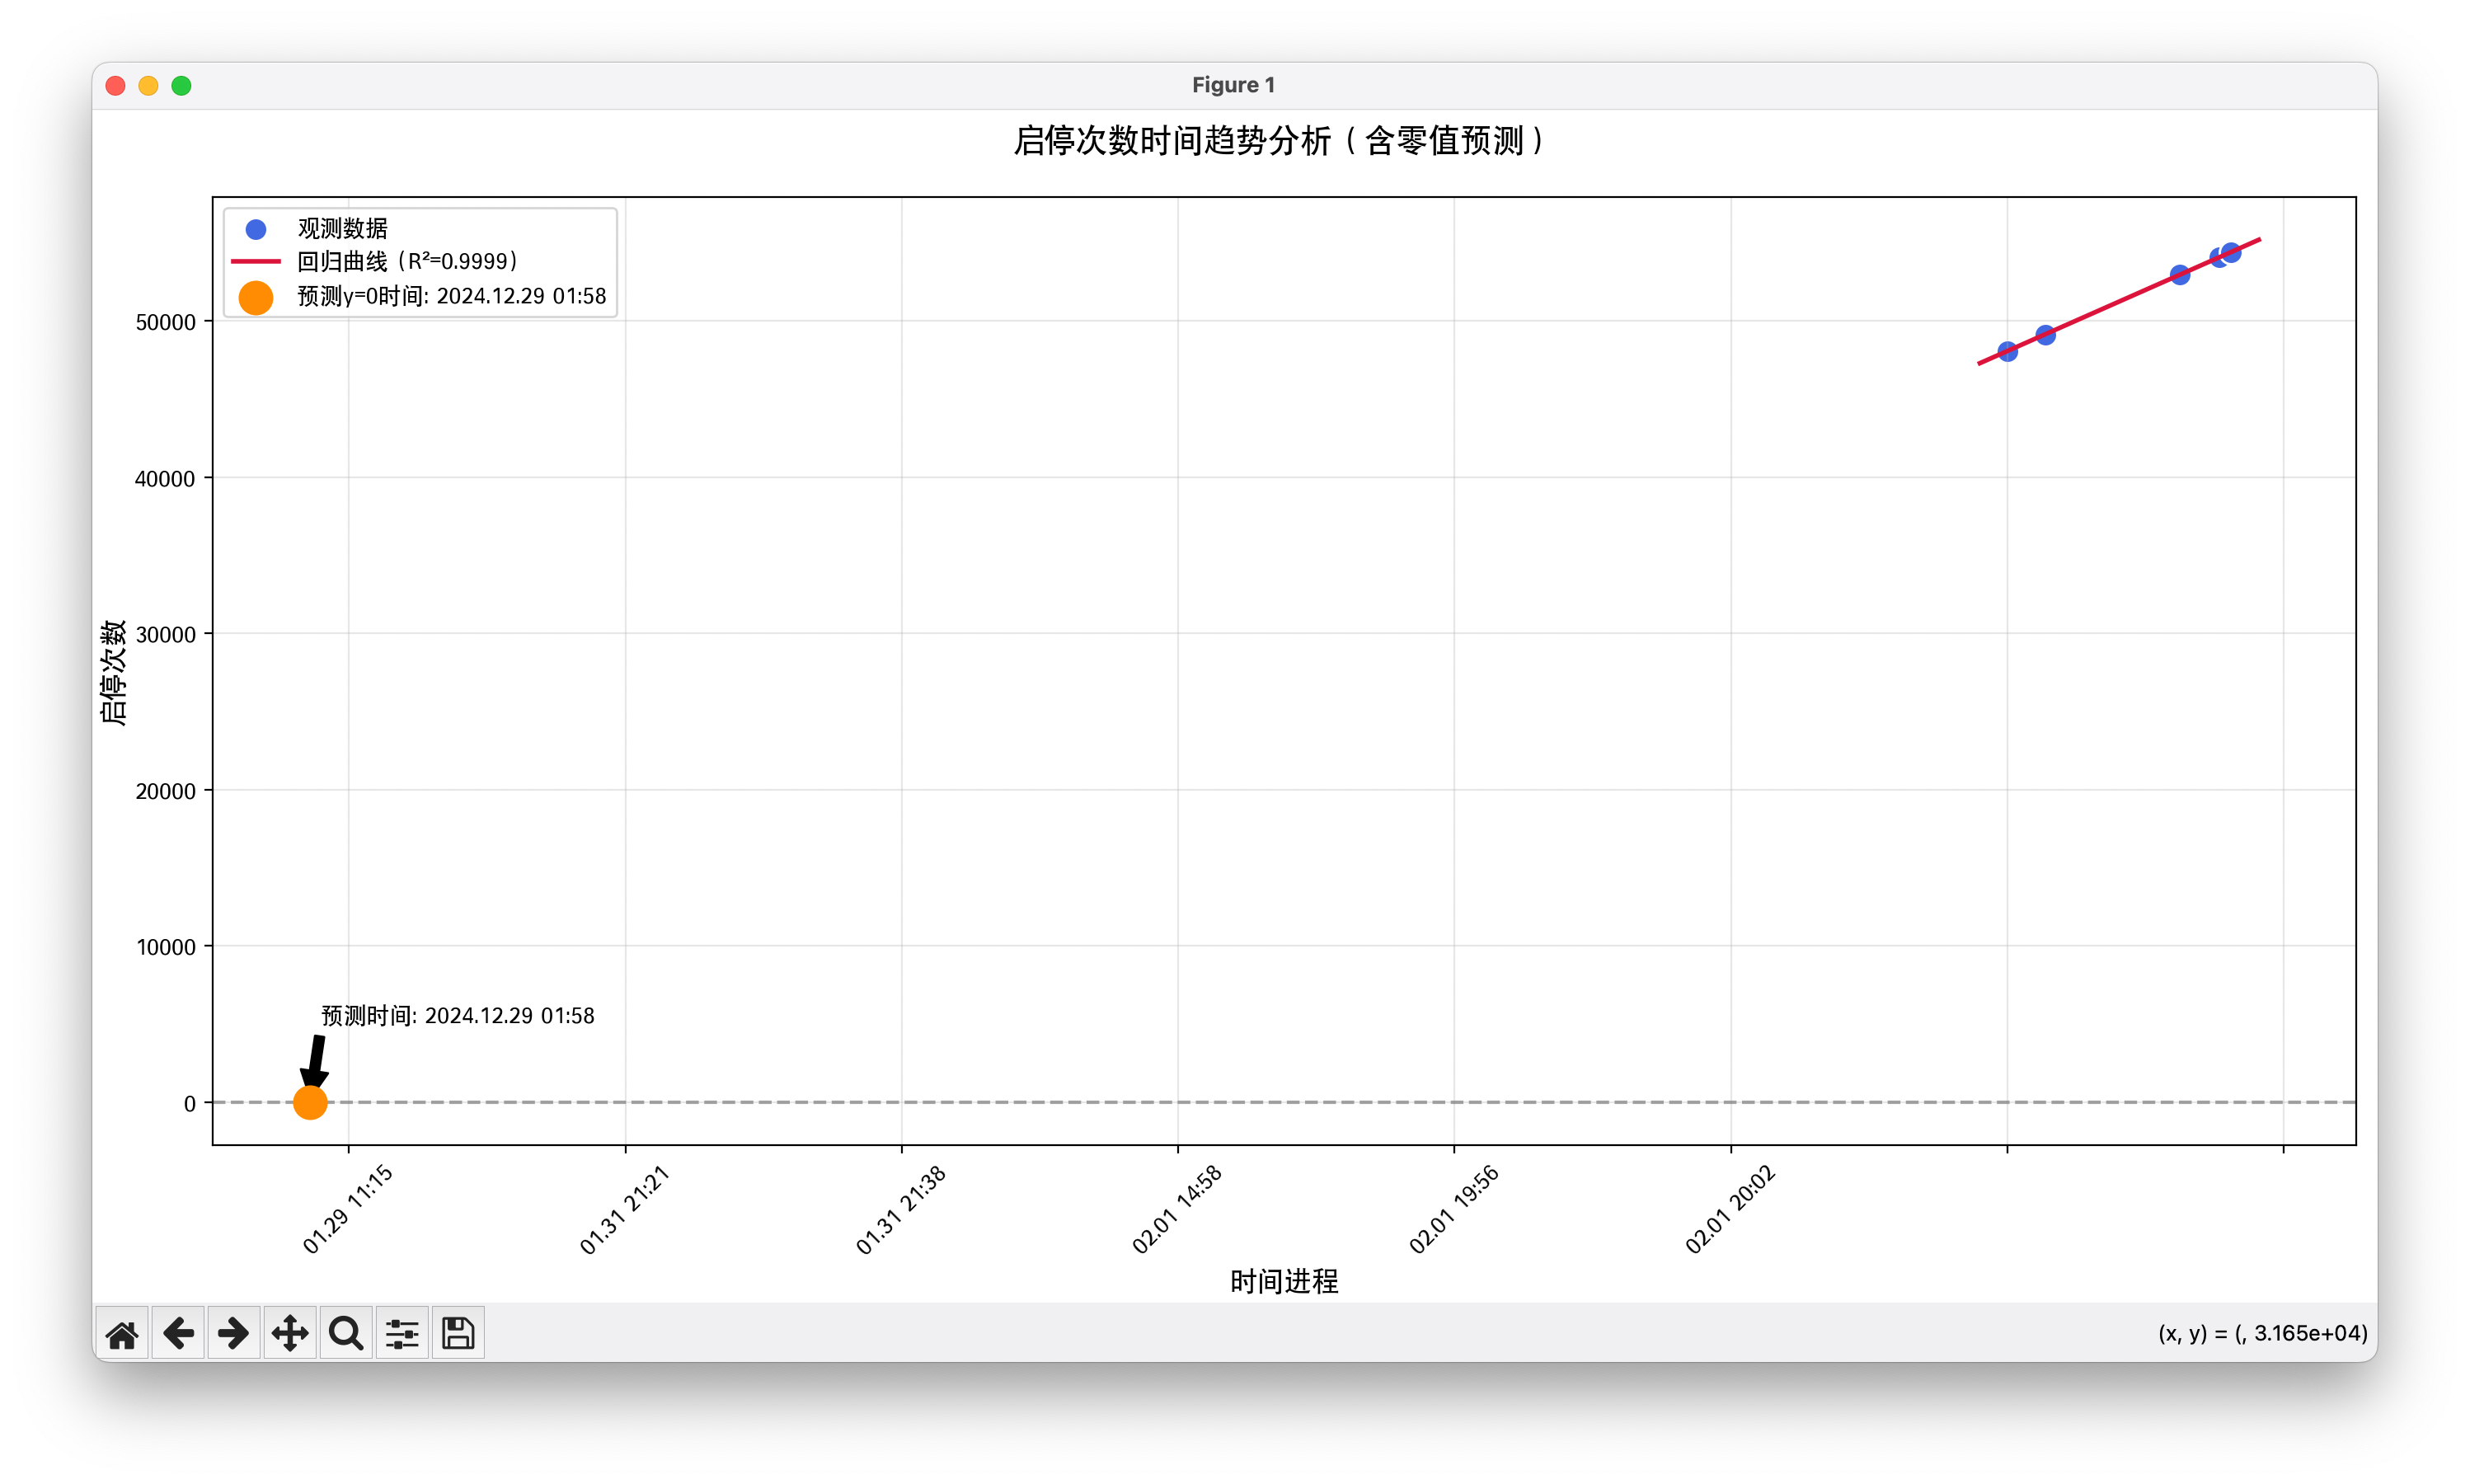 Figure 1
启停次数时间趋势分析（含零值预测）
观测数据
回归曲线（R²=0.9999）
预测y=0时间: 2024.12.29 01:58
50000
40000
30000
20000
10000
0
启停次数
预测时间: 2024.12.29 01:58
01.29 11:15
01.31 21:21
01.31 21:38
02.01 14:58
02.01 19:56
02.01 20:02
时间进程
(x, y) = (, 3.165e+04)